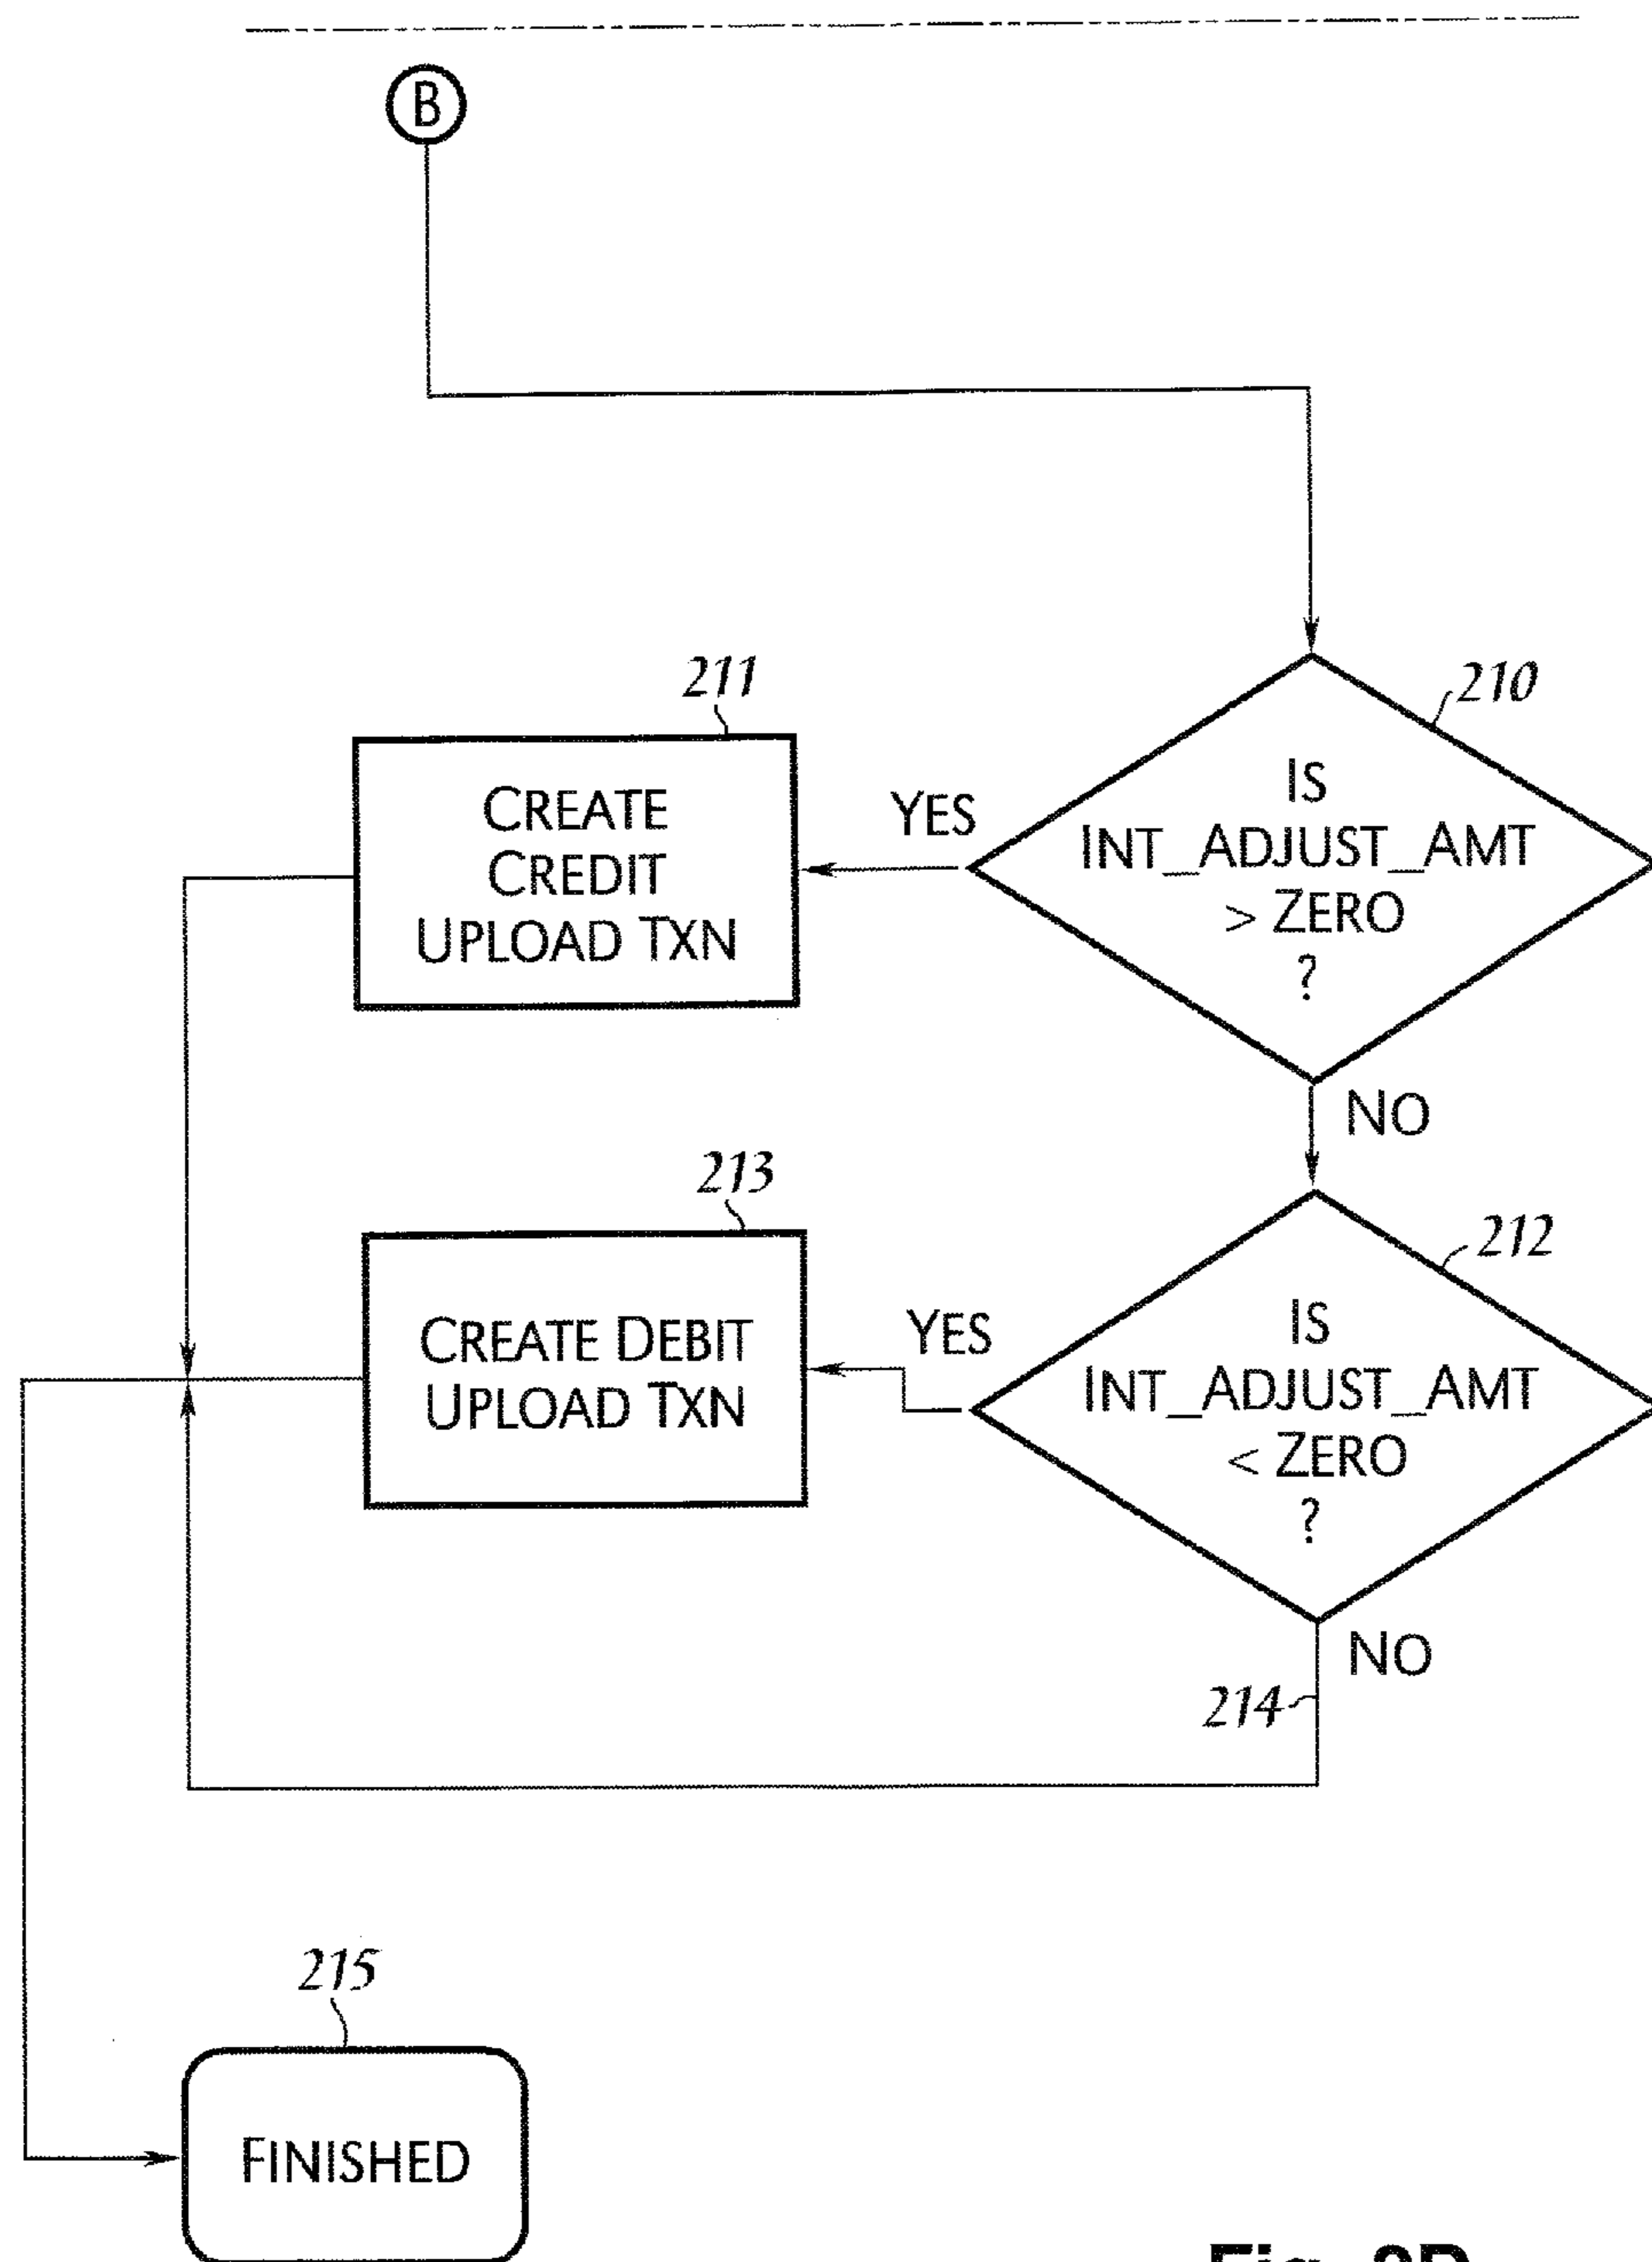 B
211
210
CREATE
CREDIT
UPLOAD TXN
YES
IS
INT_ADJUST_AMT
> ZERO
?
NO
213
212
CREATE DEBIT
UPLOAD TXN
YES
IS
INT_ADJUST_AMT
< ZERO
?
NO
214
215
FINISHED